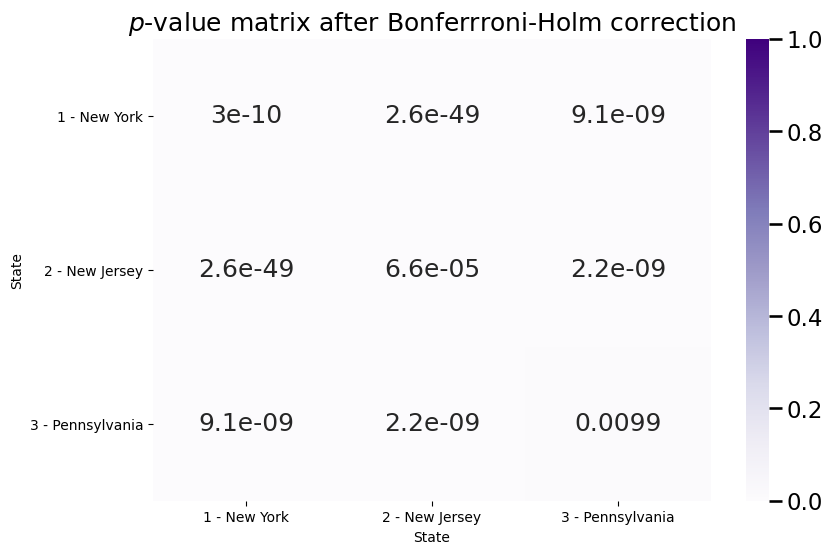 p-value matrix after Bonferrroni-Holm correction
1.0
1 - New York
3e-10
2.6e-49
9.1e-09
0.8
0.6
State
2 - New Jersey
2.6e-49
6.6e-05
2.2e-09
0.4
0.2
3 - Pennsylvania
9.1e-09
2.2e-09
0.0099
0.0
1 - New York
2 - New Jersey
3 - Pennsylvania
State